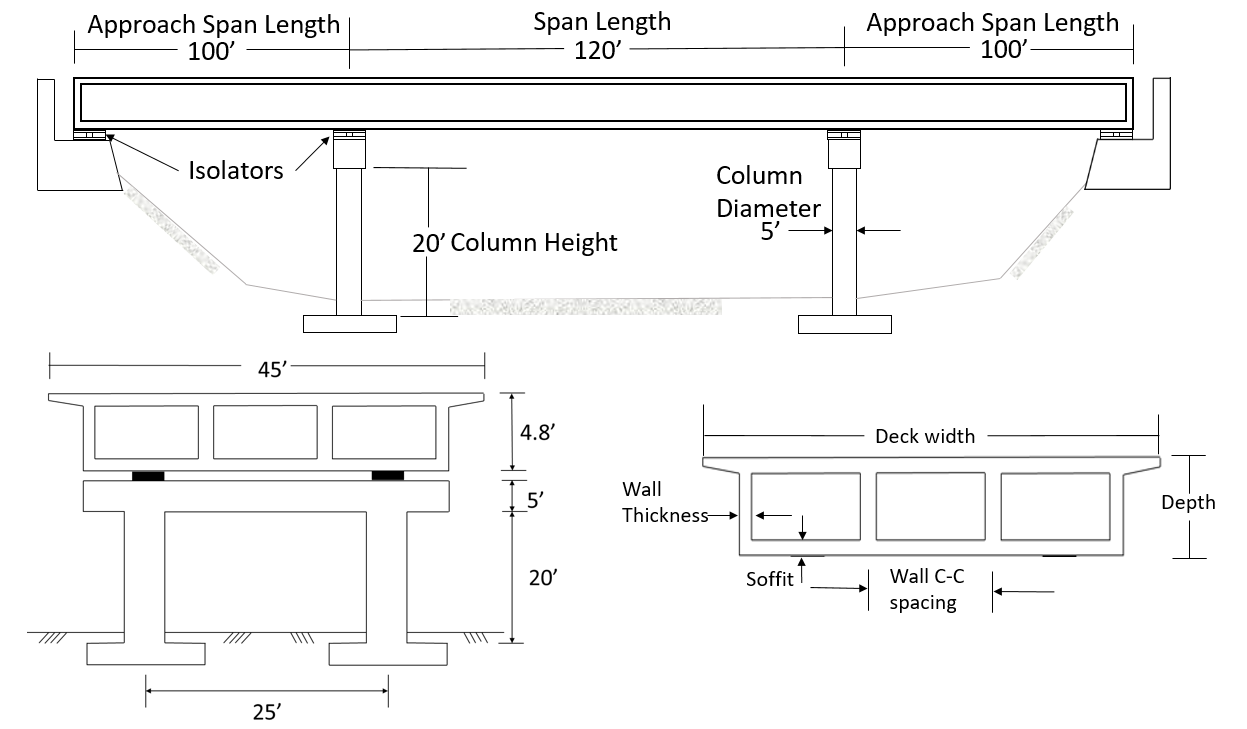 Approach Span Length
100’
Span Length
120’
Approach Span Length
100’
Isolators
20’ Column Height
Column
Diameter
5’
45’
4.8’
5’
20’
25’
Deck width
Wall
Thickness
Depth
Soffit
Wall C-C
spacing